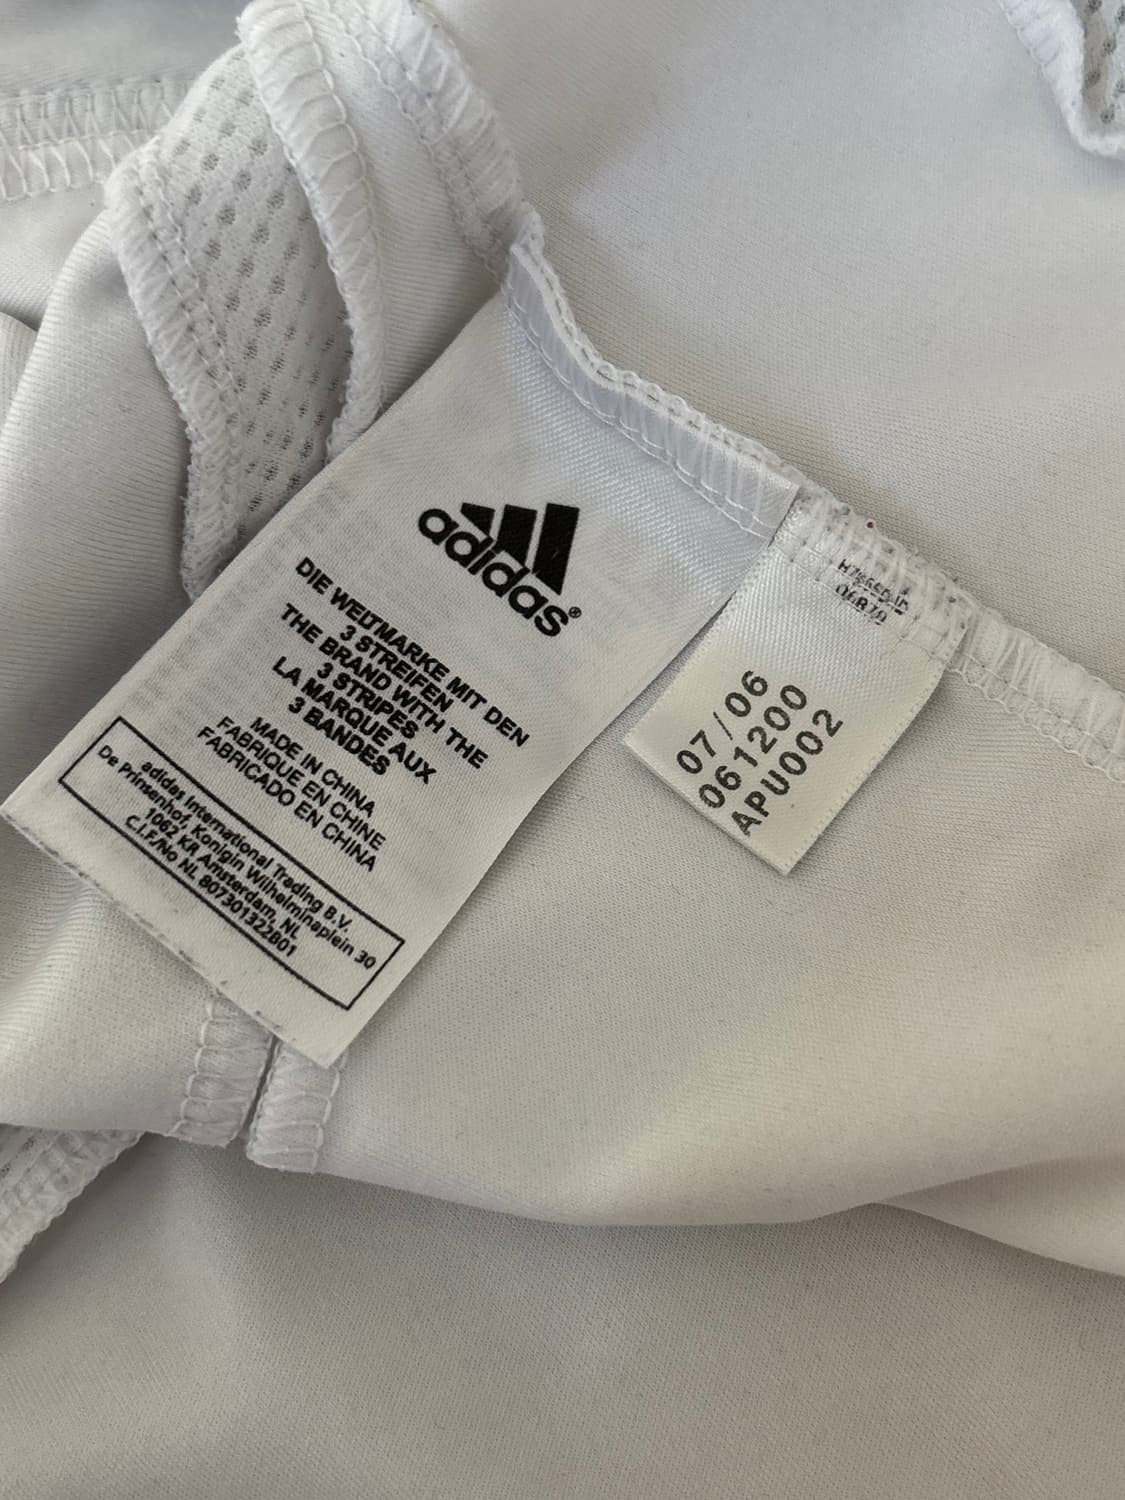 adidas®
DIE WELTMARKE MIT DEN
3 STREIFEN
THE BRAND WITH THE
3 STRIPES
LA MARQUE AUX
3 BANDES
MADE IN CHINA
FABRIQUE EN CHINE
FABRICADO EN CHINA
adidas International Trading B.V.
De Prinsenhof, Konigin Wilhelminaplein 30
1062 KR Amsterdam, NL
C.I.F./No NL 807301322B01
07/06
061200
APU002